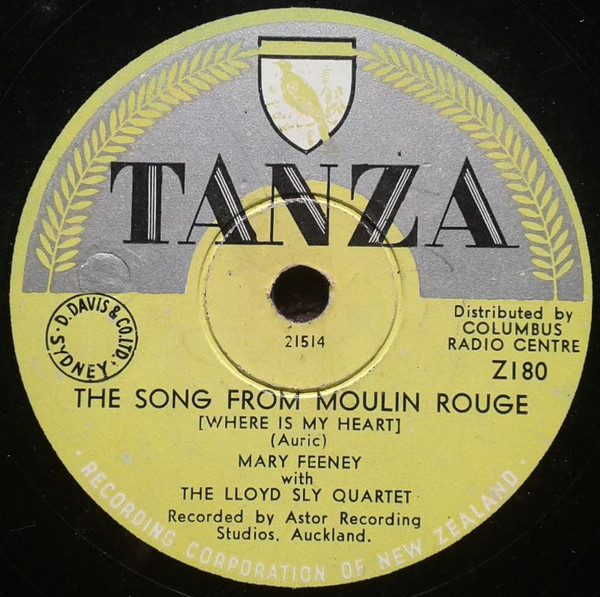 TANZA
D. DAVIS & CO. LTD. · SYDNEY ·
Distributed by
COLUMBUS
RADIO CENTRE
21514
Z180
THE SONG FROM MOULIN ROUGE
[WHERE IS MY HEART]
(Auric)
MARY FEENEY
with
THE LLOYD SLY QUARTET
Recorded by Astor Recording
Studios, Auckland.
· RECORDING CORPORATION OF NEW ZEALAND ·